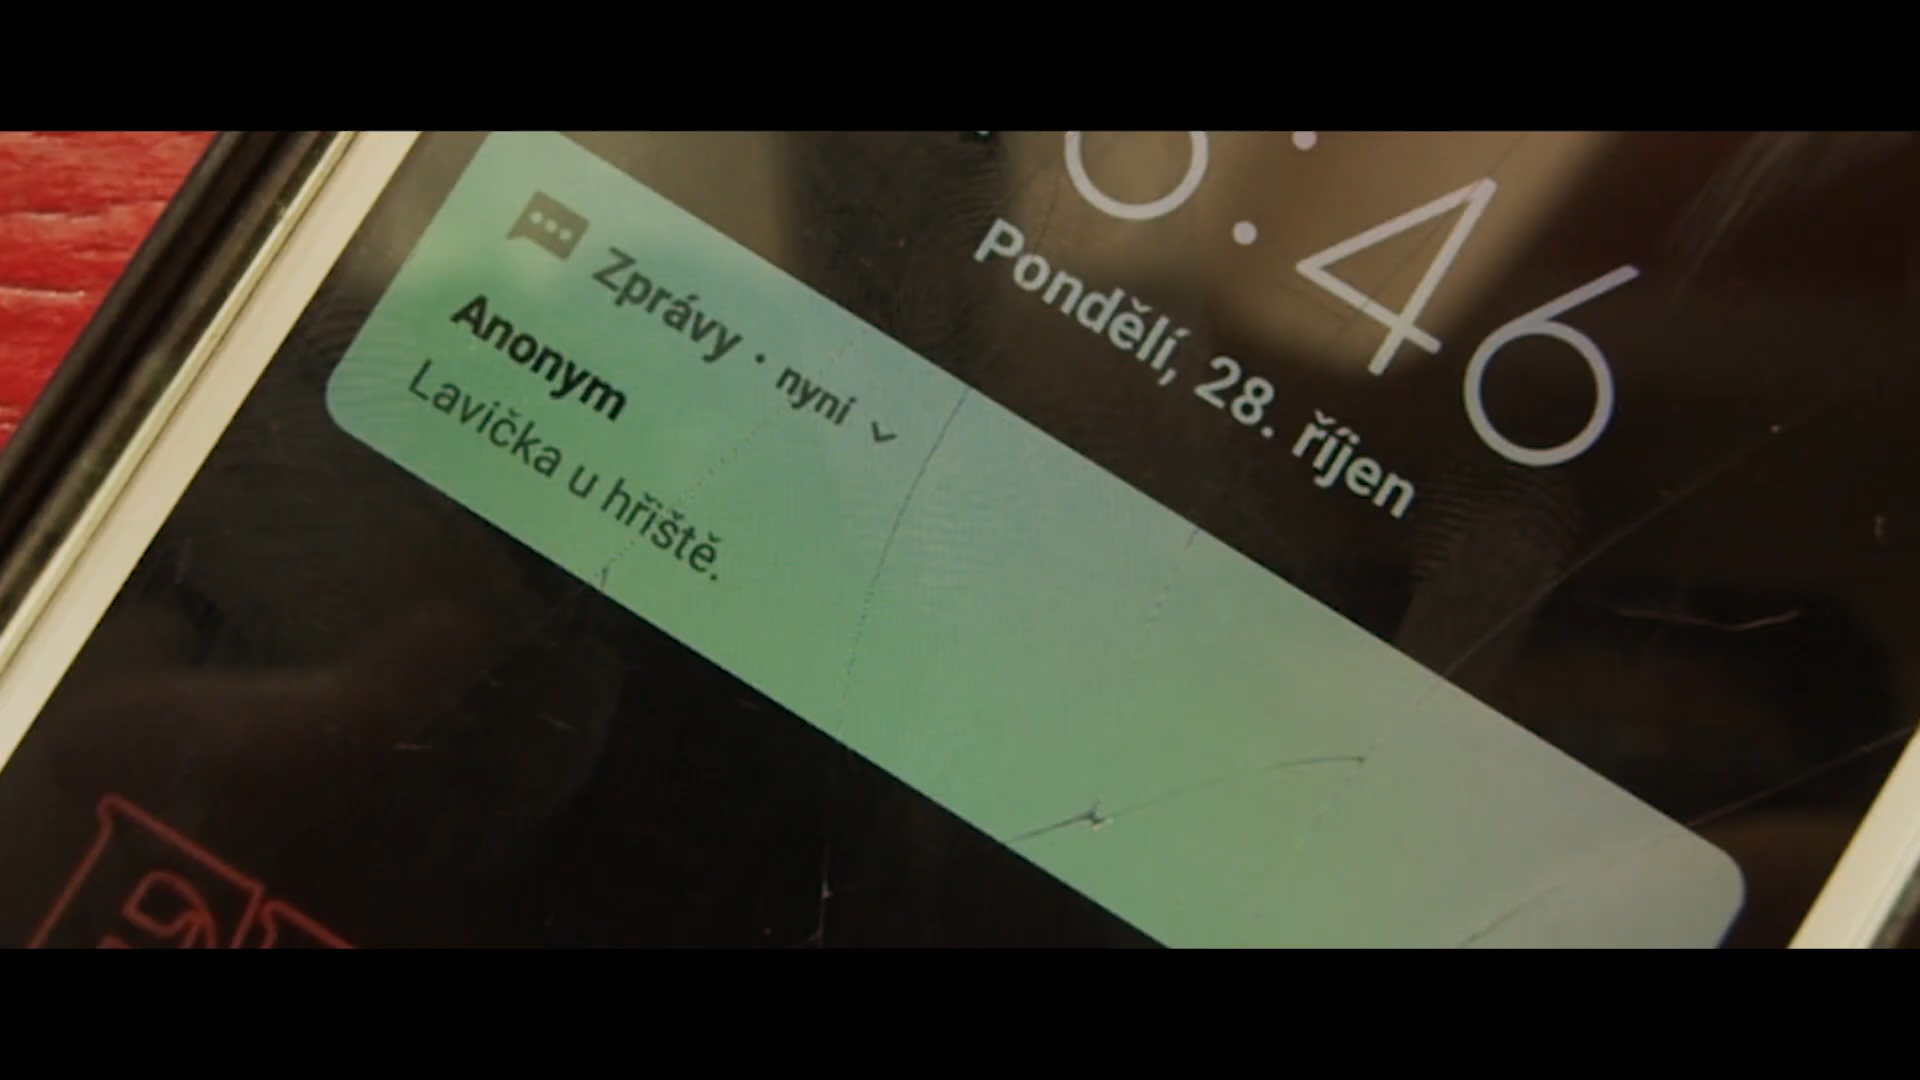 :46
Pondělí, 28. říjen
Zprávy • nyní
Anonym
Lavička u hřiště.